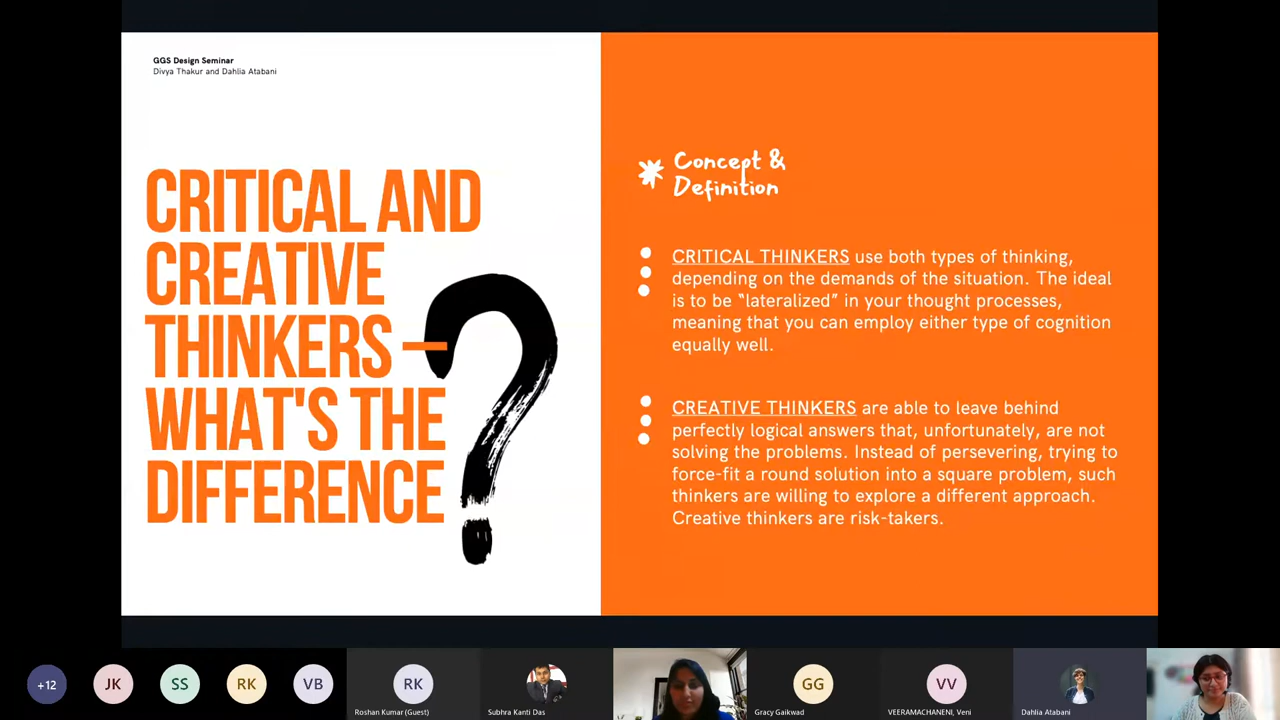 GGS Design Seminar
Divya Thakur and Dahlia Atabani
CRITICAL AND
CREATIVE
THINKERS –
WHAT'S THE
DIFFERENCE
?
Concept &
Definition
CRITICAL THINKERS use both types of thinking,
depending on the demands of the situation. The ideal
is to be “lateralized” in your thought processes,
meaning that you can employ either type of cognition
equally well.
CREATIVE THINKERS are able to leave behind
perfectly logical answers that, unfortunately, are not
solving the problems. Instead of persevering, trying to
force-fit a round solution into a square problem, such
thinkers are willing to explore a different approach.
Creative thinkers are risk-takers.
+12
JK
SS
RK
VB
RK
GG
VV
Roshan Kumar (Guest)
Subhra Kanti Das
Gracy Gaikwad
VEERAMACHANENI, Veni
Dahlia Atabani